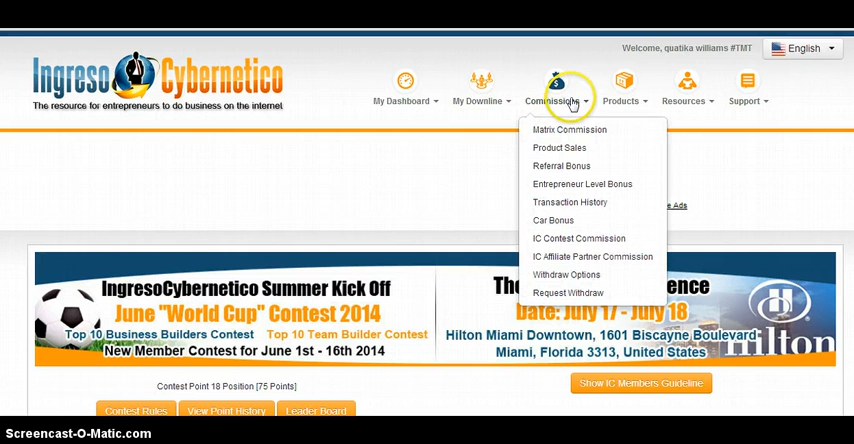 Welcome, quatika williams #TMT
English
Ingreso Cybernetico
The resource for entrepreneurs to do business on the internet
My Dashboard
My Downline
Commissions
Products
Resources
Support
Matrix Commission
Product Sales
Referral Bonus
Entrepreneur Level Bonus
Transaction History
Car Bonus
IC Contest Commission
IC Affiliate Partner Commission
Withdraw Options
Request Withdraw
Ads
IngresoCybernetico Summer Kick Off
June "World Cup" Contest 2014
Top 10 Business Builders Contest Top 10 Team Builder Contest
New Member Contest for June 1st - 16th 2014
Date: July 17 - July 18
Hilton Miami Downtown, 1601 Biscayne Boulevard
Miami, Florida 3313, United States
Hilton
Contest Point 18 Position [75 Points]
Show IC Members Guideline
Contest Rules
View Point History
Leader Board
Screencast-O-Matic.com